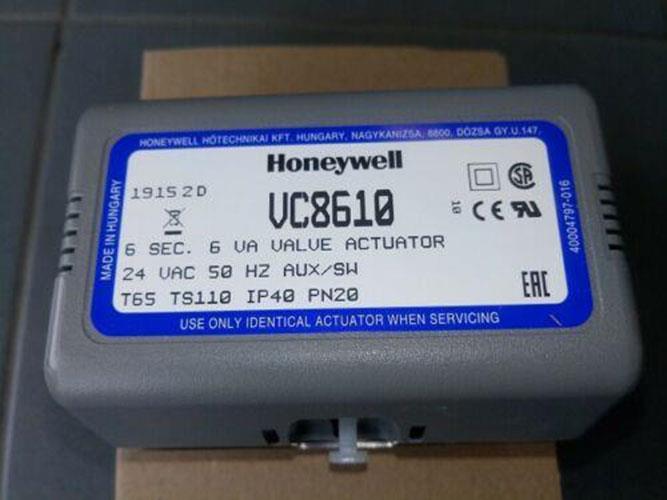 HONEYWELL HŐTECHNIKAI KFT. HUNGARY, NAGYKANIZSA, 8800, DÓZSA GY.U.147.
MADE IN HUNGARY
Honeywell
19152D
VC8610
10
CE
6 SEC. 6 VA VALVE ACTUATOR
24 VAC 50 HZ AUX/SW
T65 TS110 IP40 PN20
EAC
40004797-016
USE ONLY IDENTICAL ACTUATOR WHEN SERVICING